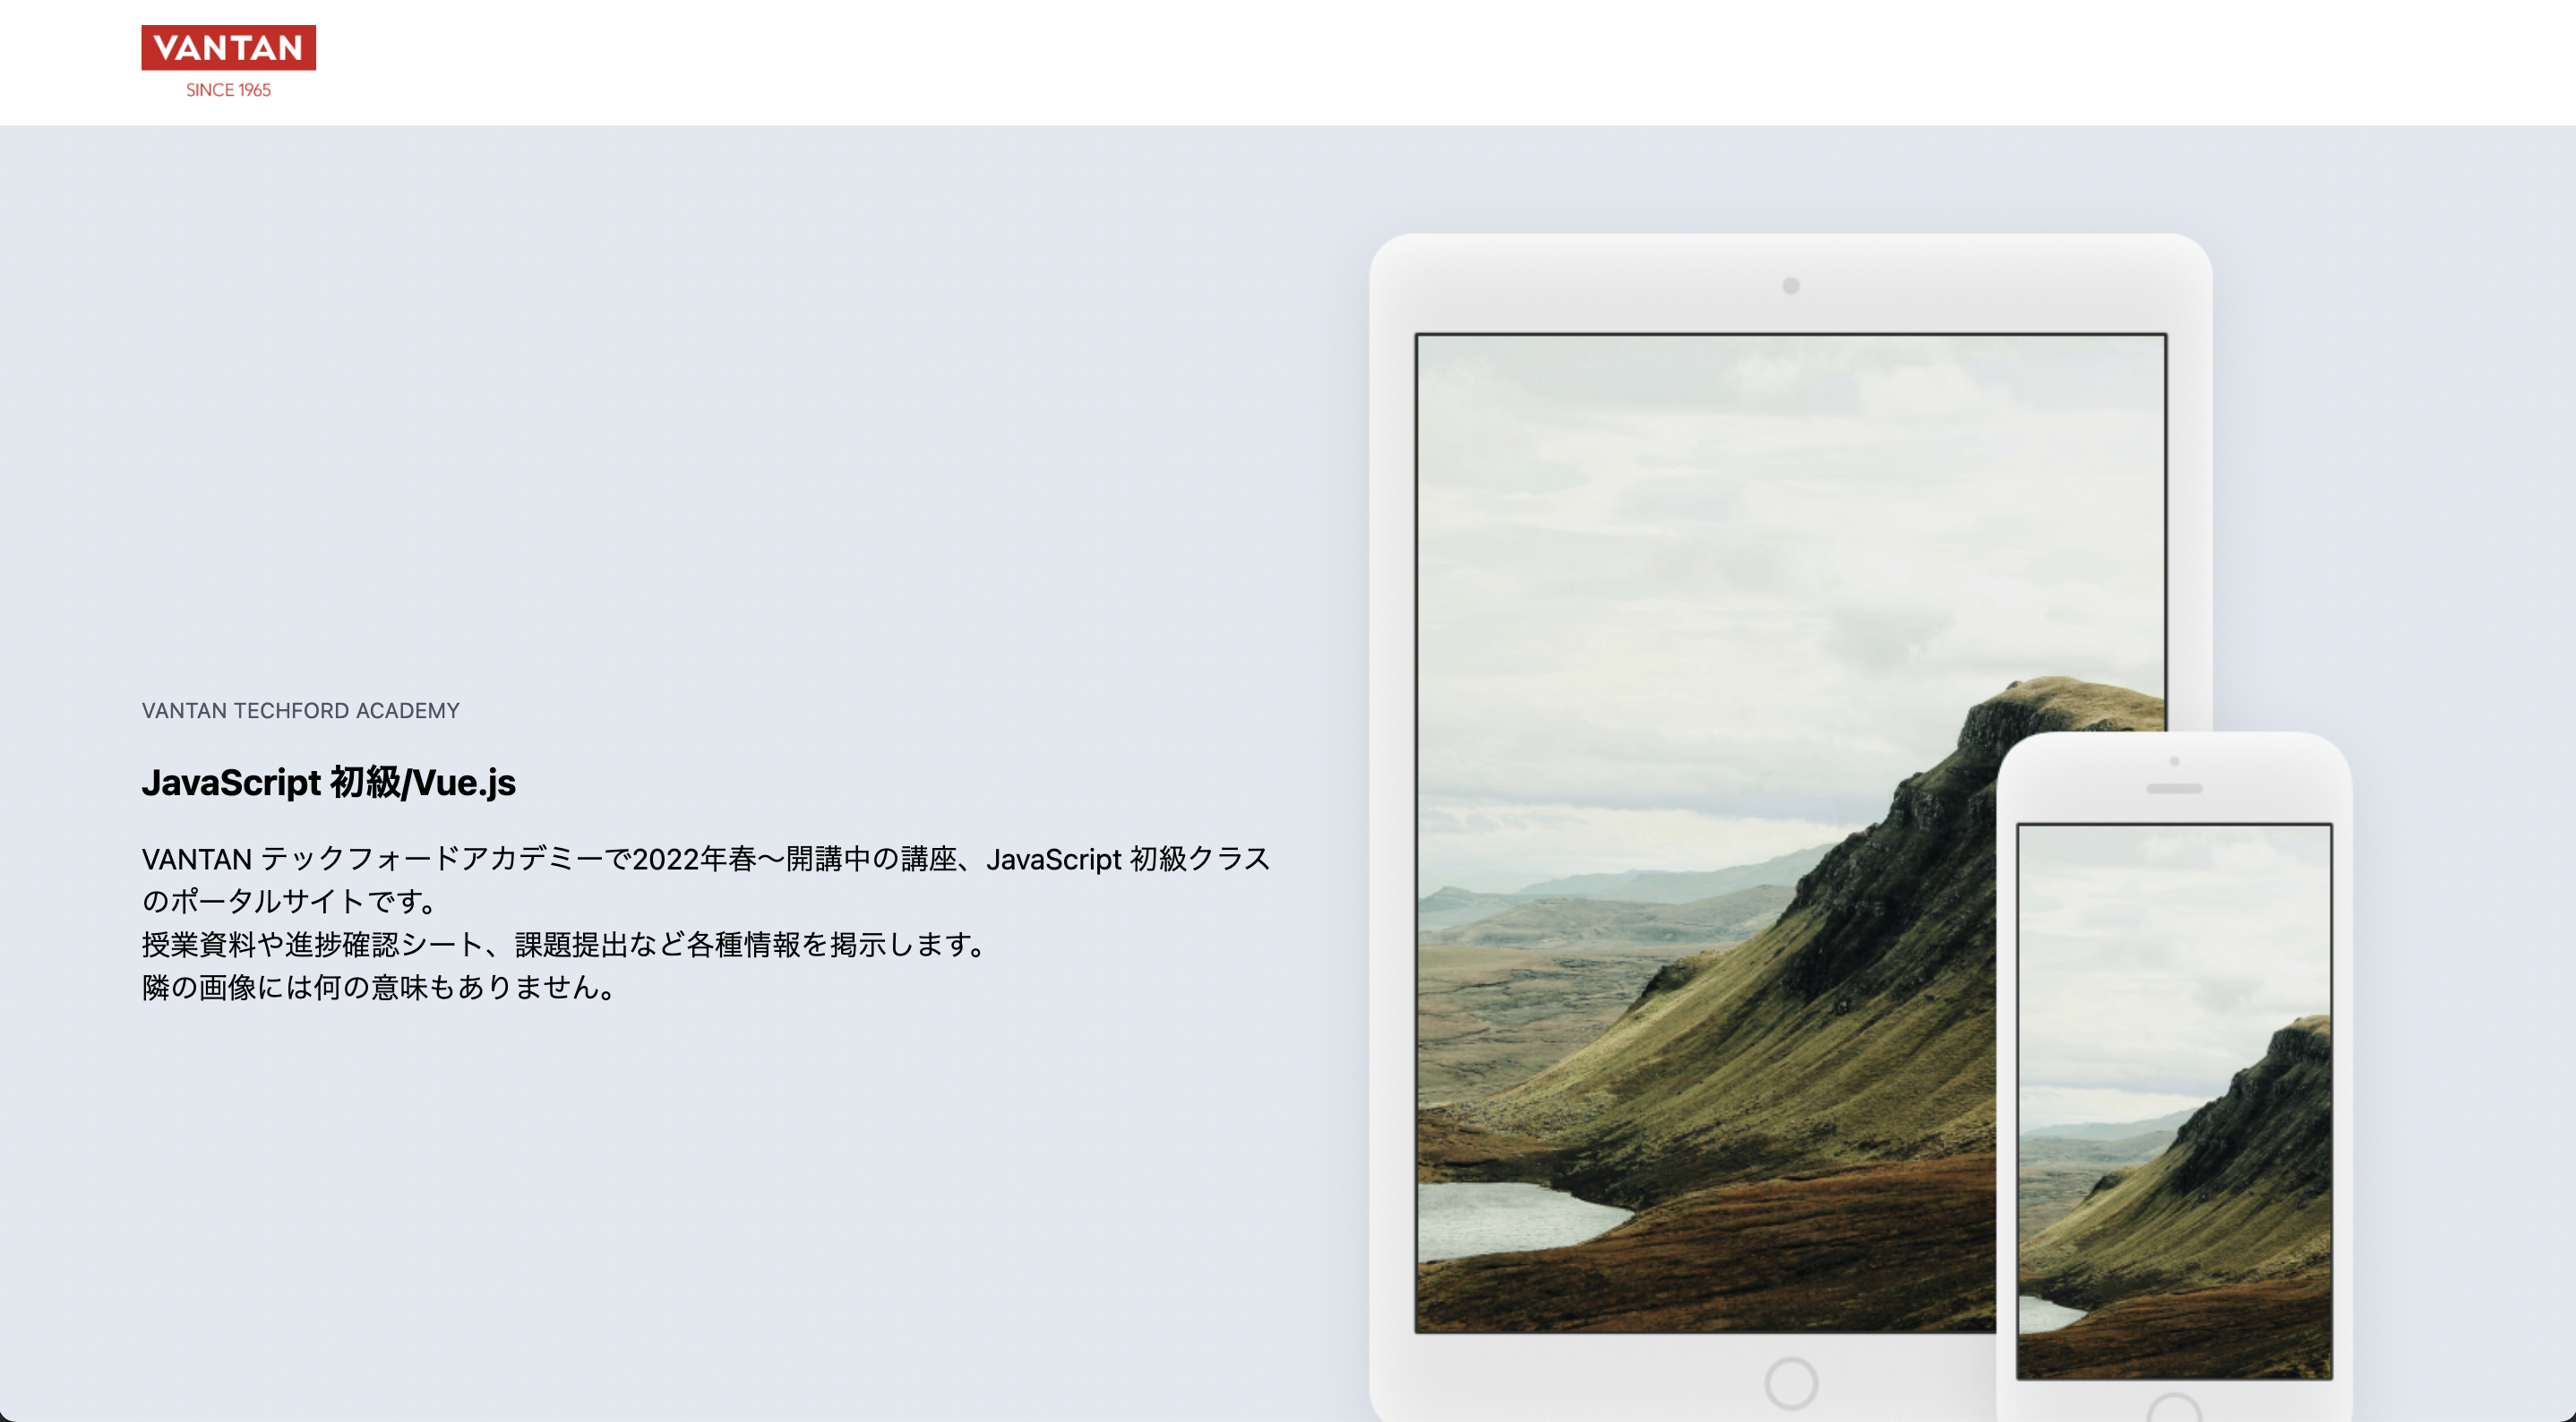 VANTAN
SINCE 1965
VANTAN TECHFORD ACADEMY
JavaScript 初級/Vue.js
VANTAN テックフォードアカデミーで2022年春〜開講中の講座、JavaScript 初級クラス
のポータルサイトです。
授業資料や進捗確認シート、課題提出など各種情報を掲示します。
隣の画像には何の意味もありません。